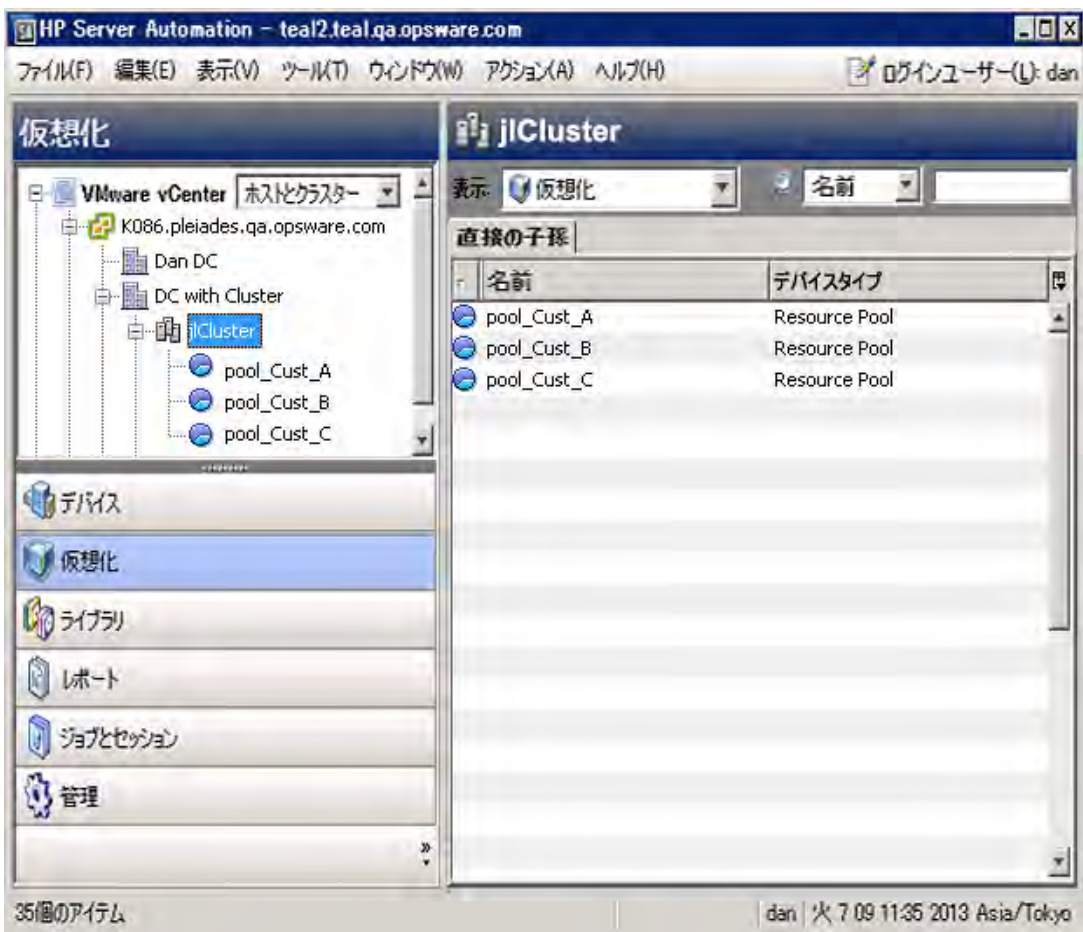 HP Server Automation - teal2.teal.qa.opsware.com
ファイル(F) 編集(E) 表示(V) ツール(T) ウィンドウ(W) アクション(A) ヘルプ(H) ログインユーザー(L): dan
仮想化
VMware vCenter ホストとクラスター
K086.pleiades.qa.opsware.com
Dan DC
DC with Cluster
jlCluster
pool_Cust_A
pool_Cust_B
pool_Cust_C
デバイス
仮想化
ライブラリ
レポート
ジョブとセッション
管理
jlCluster
表示: 仮想化 名前
直接の子孫
名前 デバイスタイプ
pool_Cust_A Resource Pool
pool_Cust_B Resource Pool
pool_Cust_C Resource Pool
35個のアイテム dan 火 7 09 11:35 2013 Asia/Tokyo